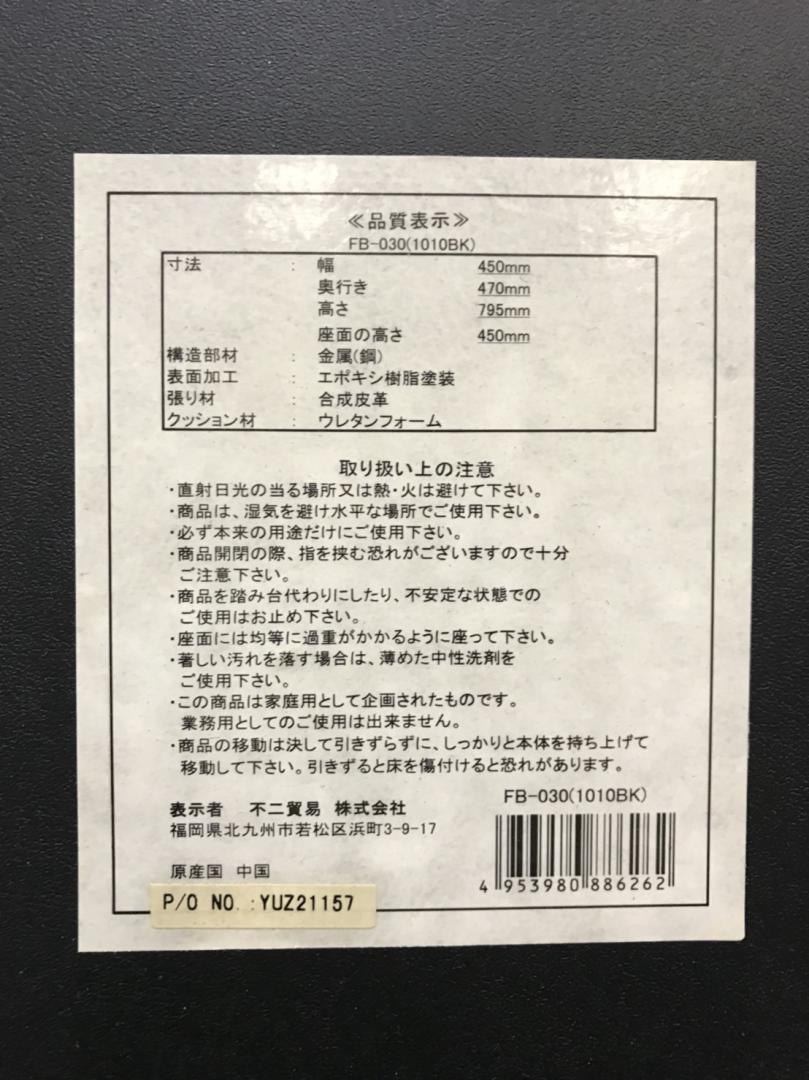 ≪品質表示≫
FB-030(1010BK)
寸法 : 幅 450mm
奥行き 470mm
高さ 795mm
座面の高さ 450mm
構造部材 : 金属(鋼)
表面加工 : エポキシ樹脂塗装
張り材 : 合成皮革
クッション材 : ウレタンフォーム
取り扱い上の注意
・直射日光の当る場所又は熱・火は避けて下さい。
・商品は、湿気を避け水平な場所でご使用下さい。
・必ず本来の用途だけにご使用下さい。
・商品開閉の際、指を挟む恐れがございますので十分
ご注意下さい。
・商品を踏み台代わりにしたり、不安定な状態での
ご使用はお止め下さい。
・座面には均等に過重がかかるように座って下さい。
・著しい汚れを落す場合は、薄めた中性洗剤を
ご使用下さい。
・この商品は家庭用として企画されたものです。
業務用としてのご使用は出来ません。
・商品の移動は決して引きずらずに、しっかりと本体を持ち上げて
移動して下さい。引きずると床を傷付けると恐れがあります。
表示者 不二貿易 株式会社
福岡県北九州市若松区浜町3-9-17
原産国 中国
FB-030(1010BK)
4 953980 886262
P/O NO.:YUZ21157